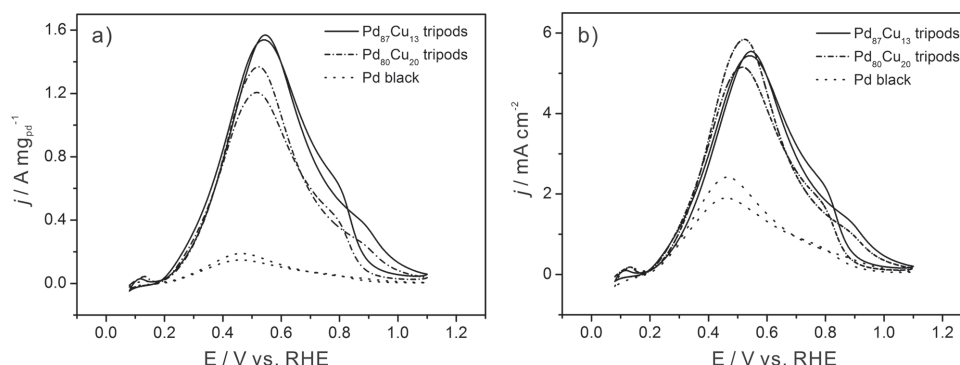 a)
Pd₈₇Cu₁₃ tripods
Pd₈₀Cu₂₀ tripods
Pd black
j / A mg_pd⁻¹
1.6
1.2
0.8
0.4
0.0
0.0 0.2 0.4 0.6 0.8 1.0 1.2
E / V vs. RHE
b)
Pd₈₇Cu₁₃ tripods
Pd₈₀Cu₂₀ tripods
Pd black
j / mA cm⁻²
6
4
2
0
0.0 0.2 0.4 0.6 0.8 1.0 1.2
E / V vs. RHE